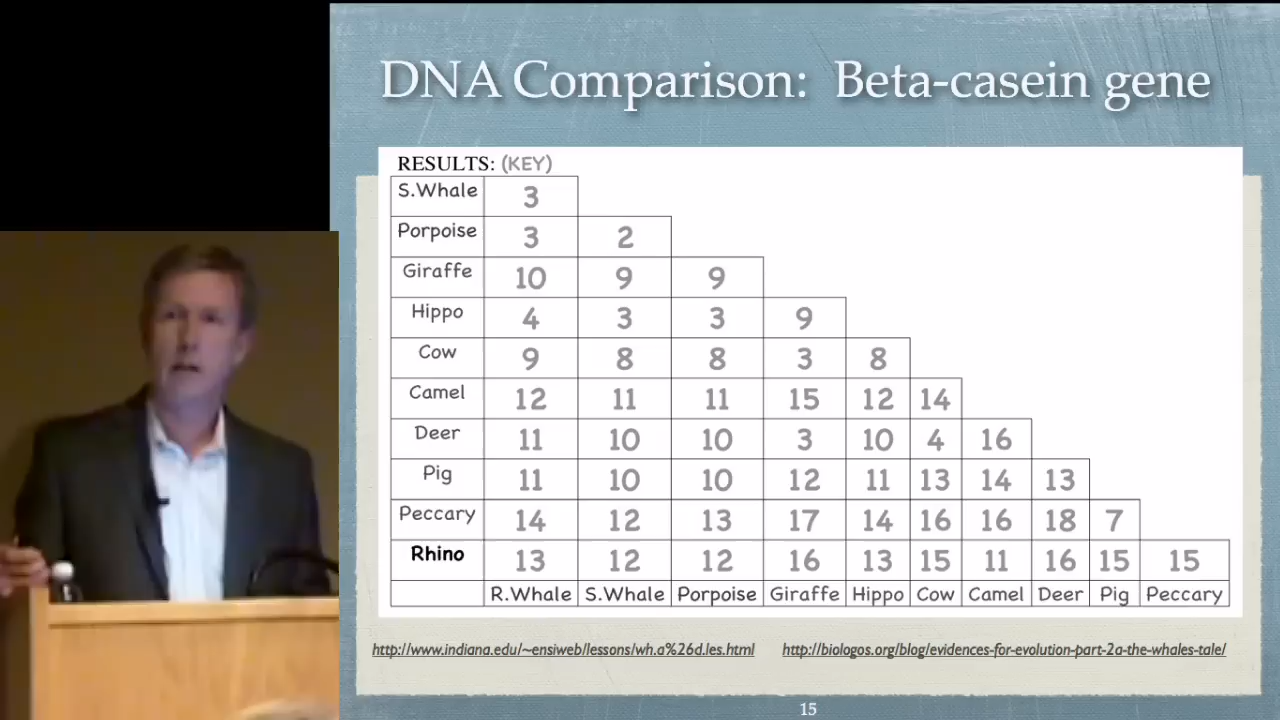 DNA Comparison: Beta-casein gene
RESULTS: (KEY)
S.Whale 3
Porpoise 3 2
Giraffe 10 9 9
Hippo 4 3 3 9
Cow 9 8 8 3 8
Camel 12 11 11 15 12 14
Deer 11 10 10 3 10 4 16
Pig 11 10 10 12 11 13 14 13
Peccary 14 12 13 17 14 16 16 18 7
Rhino 13 12 12 16 13 15 11 16 15 15
R.Whale S.Whale Porpoise Giraffe Hippo Cow Camel Deer Pig Peccary
http://www.indiana.edu/~ensiweb/lessons/wh.a%26d.les.html http://biologos.org/blog/evidences-for-evolution-part-2a-the-whales-tale/
15